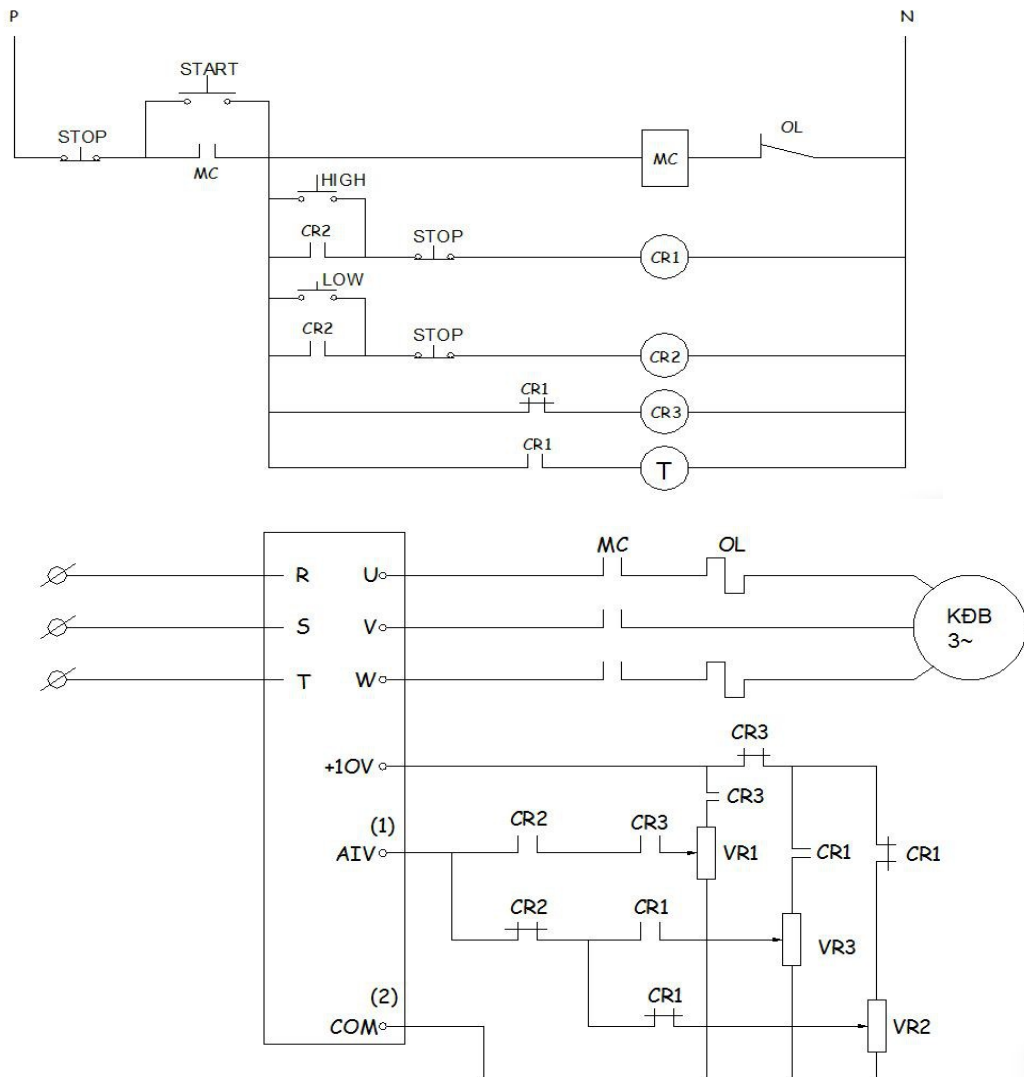 P
N
START
STOP
MC
MC
OL
HIGH
CR2
STOP
CR1
LOW
CR2
STOP
CR2
CR1
CR3
CR1
T
R
U
MC
OL
S
V
KĐB
3~
T
W
+10V
CR3
CR3
(1)
AIV
CR2
CR3
VR1
CR1
CR1
CR2
CR1
VR3
(2)
COM
CR1
VR2